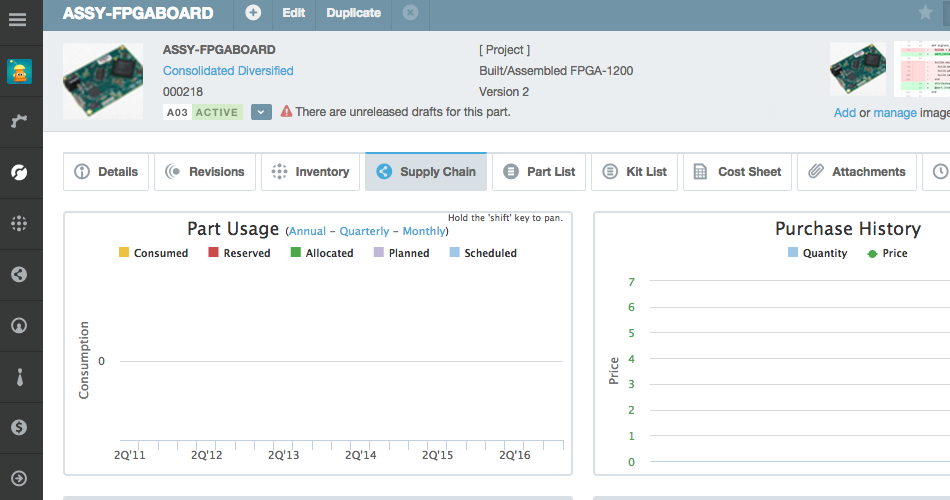 ASSY-FPGABOARD Edit Duplicate
ASSY-FPGABOARD [ Project ]
Consolidated Diversified Built/Assembled FPGA-1200
000218 Version 2
A03 ACTIVE There are unreleased drafts for this part. Add or manage image
Details Revisions Inventory Supply Chain Part List Kit List Cost Sheet Attachments
Hold the 'shift' key to pan.
Part Usage (Annual - Quarterly - Monthly)
Consumed Reserved Allocated Planned Scheduled
Consumption
0
2Q'11 2Q'12 2Q'13 2Q'14 2Q'15 2Q'16
Purchase History
Quantity Price
Price
7
6
5
4
3
2
1
0